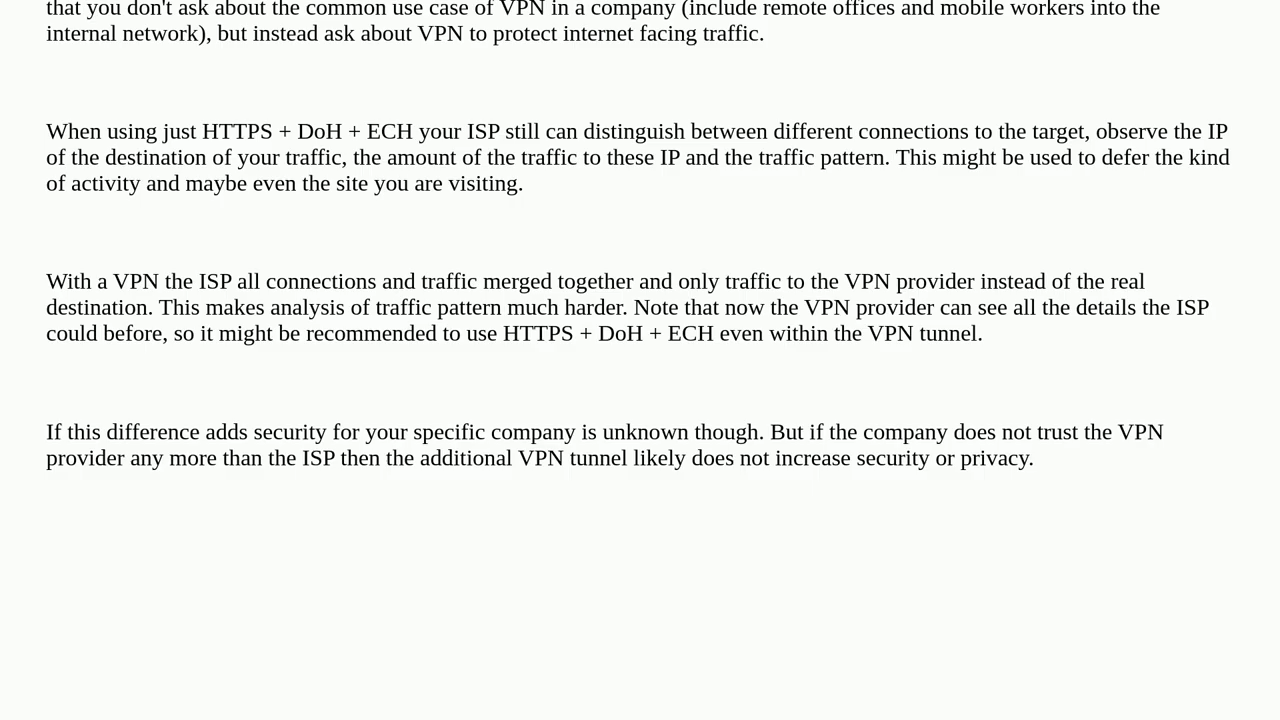 that you don't ask about the common use case of VPN in a company (include remote offices and mobile workers into the
internal network), but instead ask about VPN to protect internet facing traffic.
When using just HTTPS + DoH + ECH your ISP still can distinguish between different connections to the target, observe the IP
of the destination of your traffic, the amount of the traffic to these IP and the traffic pattern. This might be used to defer the kind
of activity and maybe even the site you are visiting.
With a VPN the ISP all connections and traffic merged together and only traffic to the VPN provider instead of the real
destination. This makes analysis of traffic pattern much harder. Note that now the VPN provider can see all the details the ISP
could before, so it might be recommended to use HTTPS + DoH + ECH even within the VPN tunnel.
If this difference adds security for your specific company is unknown though. But if the company does not trust the VPN
provider any more than the ISP then the additional VPN tunnel likely does not increase security or privacy.